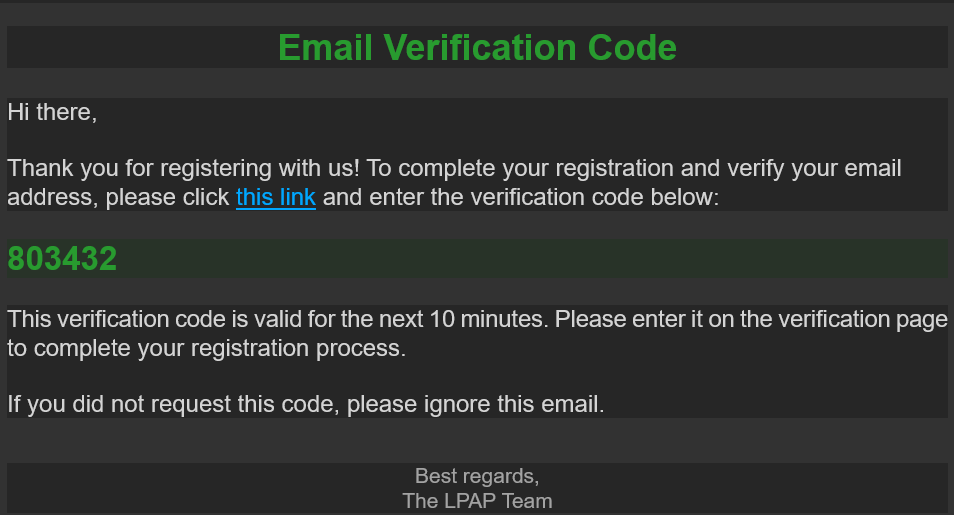 Email Verification Code
Hi there,
Thank you for registering with us! To complete your registration and verify your email
address, please click this link and enter the verification code below:
803432
This verification code is valid for the next 10 minutes. Please enter it on the verification page
to complete your registration process.
If you did not request this code, please ignore this email.
Best regards,
The LPAP Team